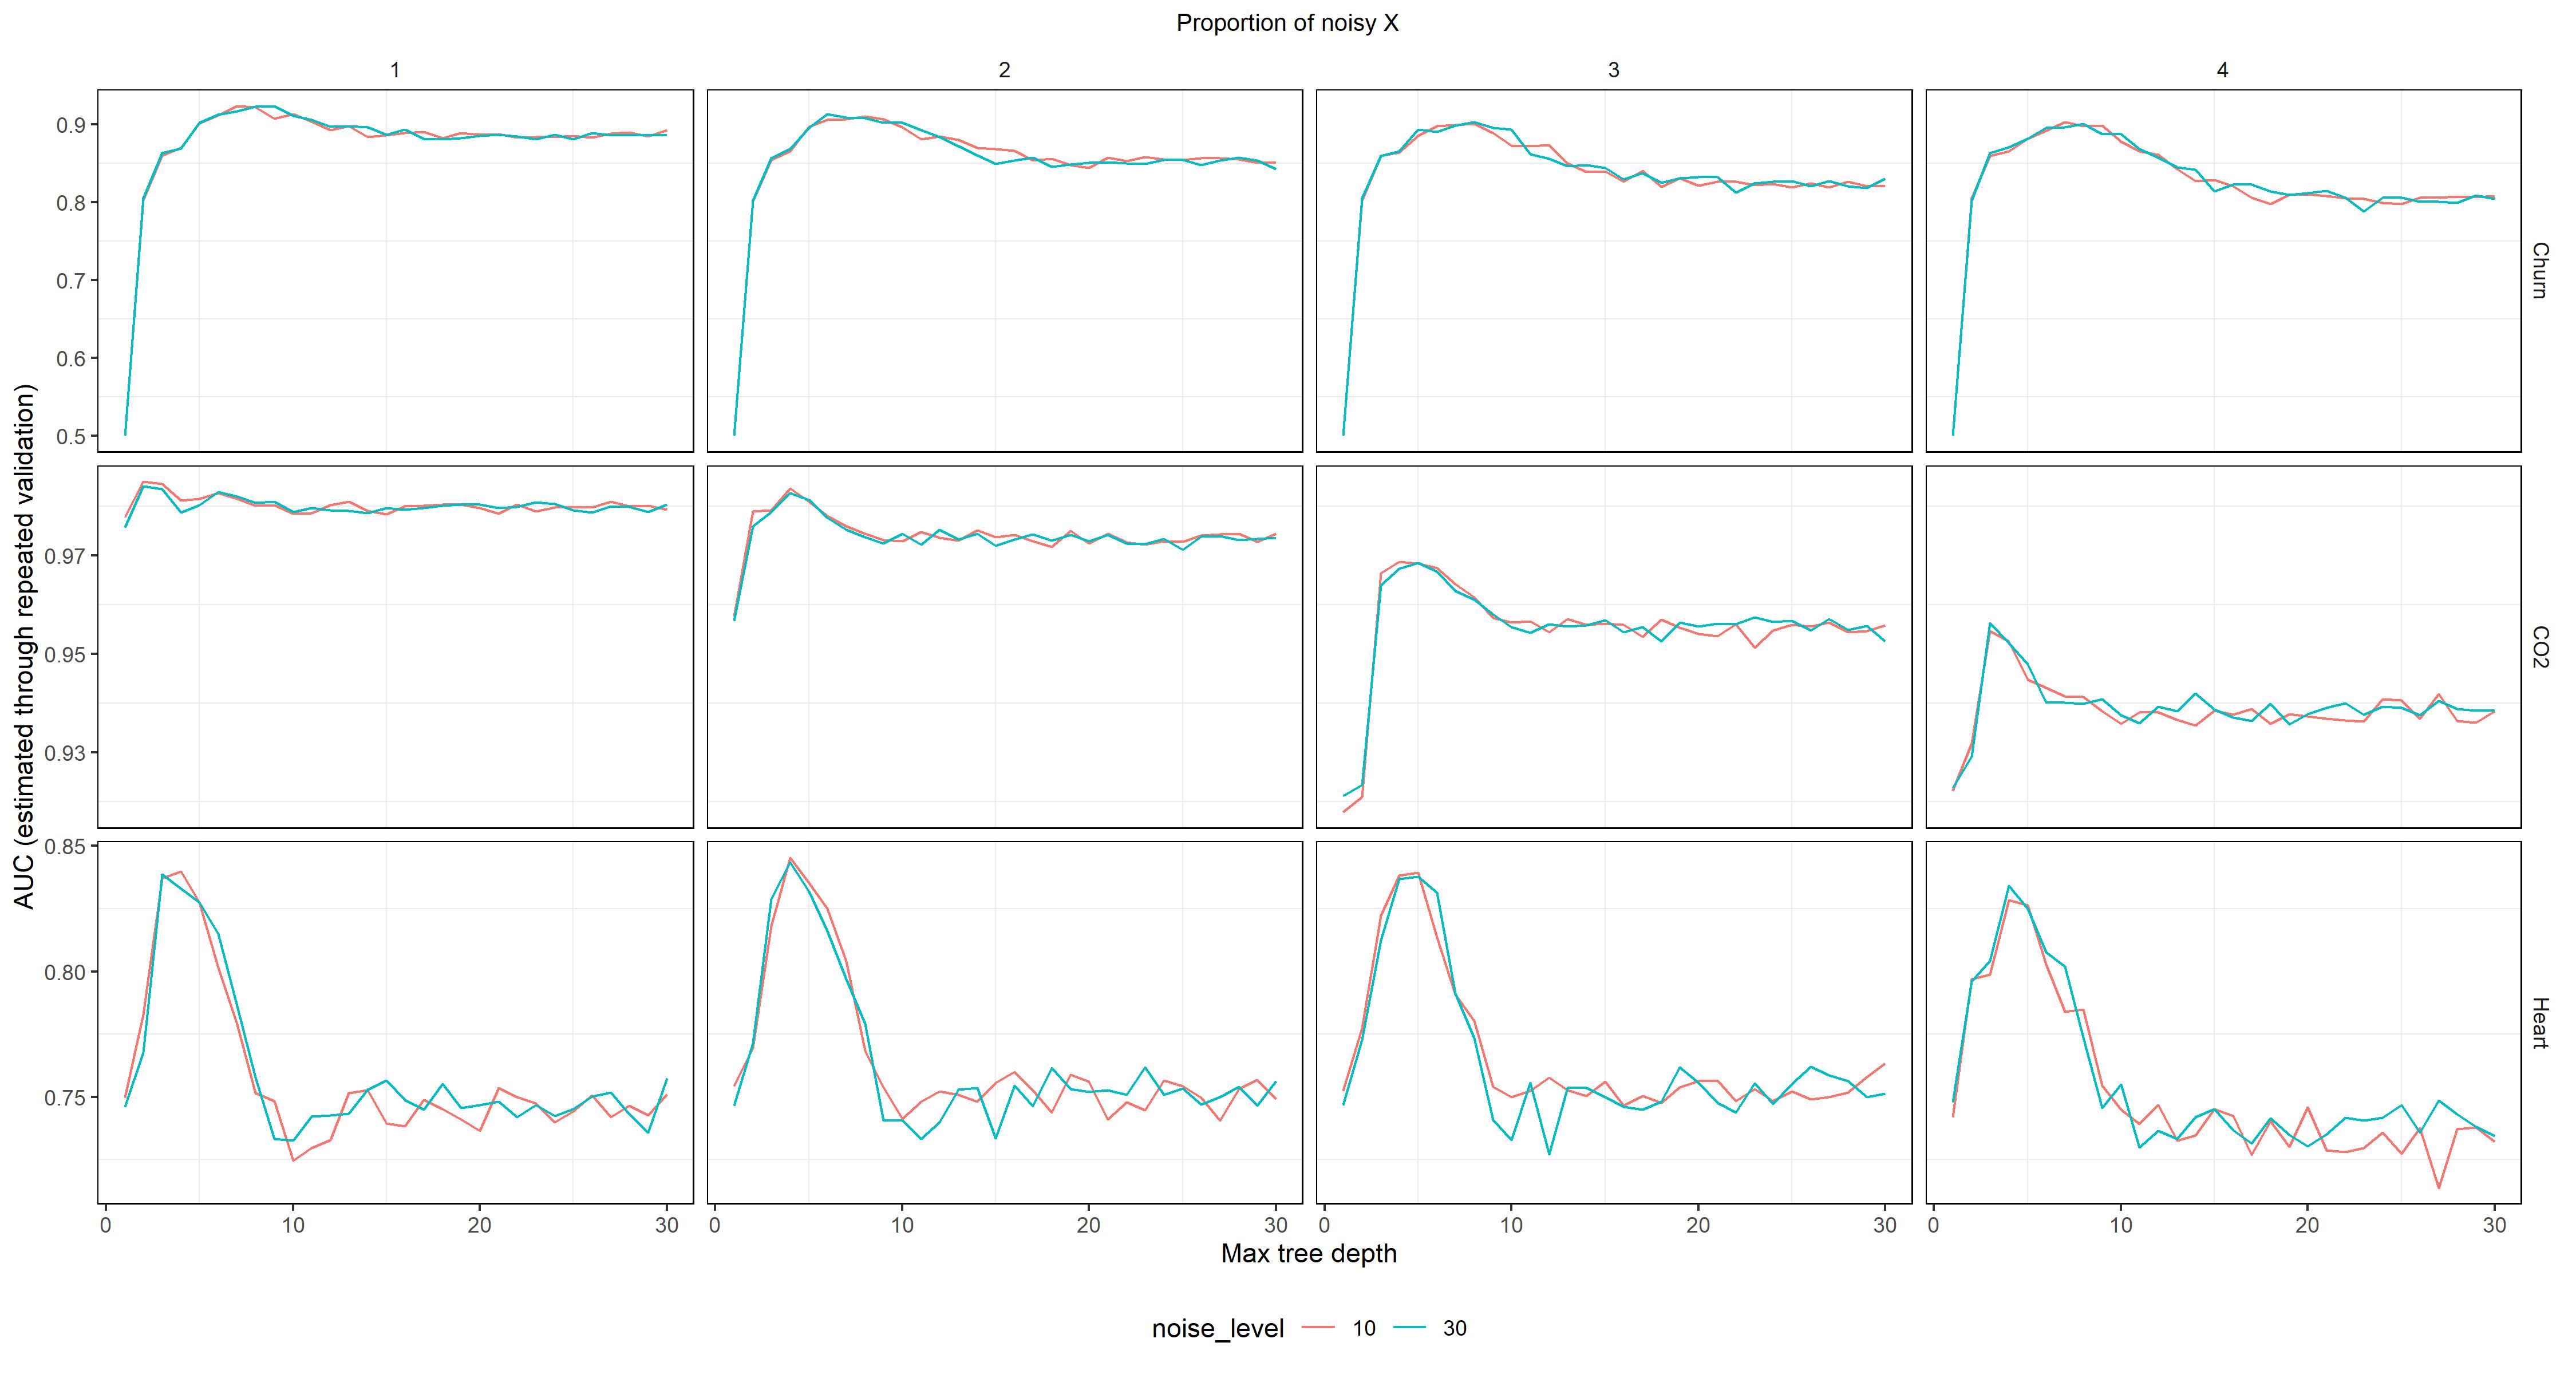 Proportion of noisy X
1 2 3 4
AUC (estimated through repeated validation)
0.9
0.8
0.7
0.6
0.5
Churn
0.97
0.95
0.93
CO2
0.85
0.80
0.75
Heart
0 10 20 30 0 10 20 30 0 10 20 30 0 10 20 30
Max tree depth
noise_level 10 30